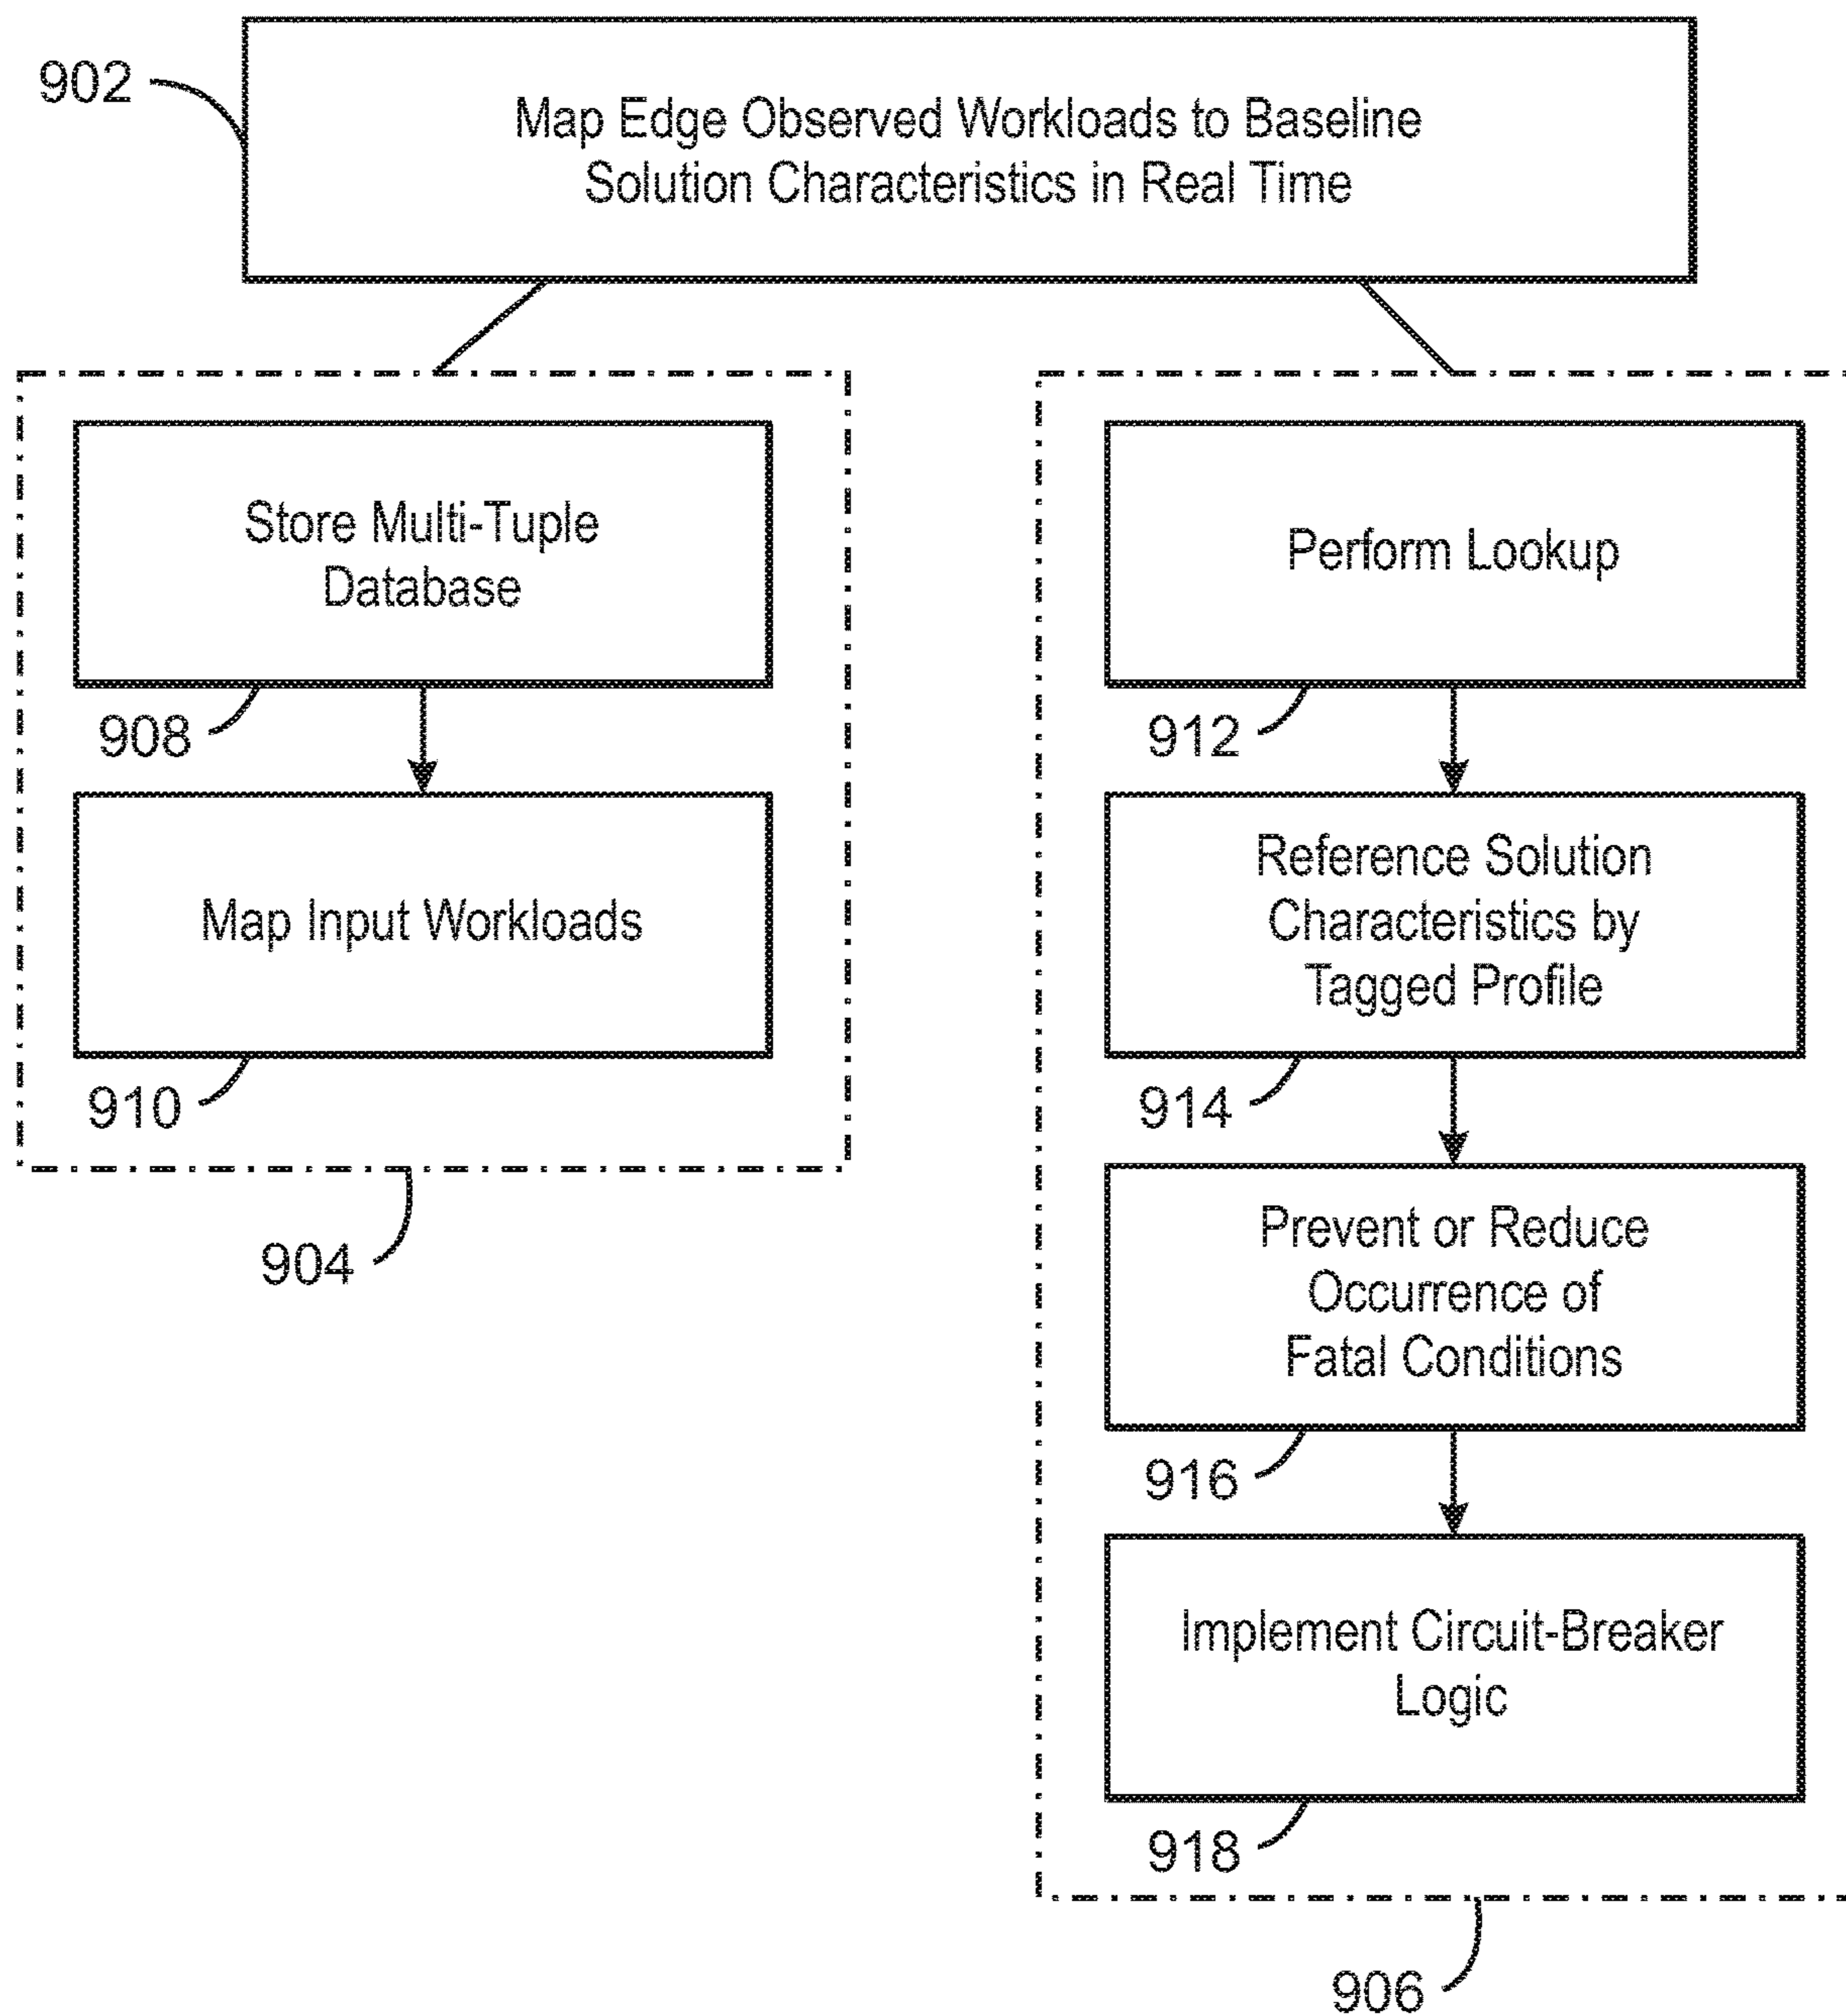 902
Map Edge Observed Workloads to Baseline
Solution Characteristics in Real Time
Store Multi-Tuple
Database
908
Map Input Workloads
910
904
Perform Lookup
912
Reference Solution
Characteristics by
Tagged Profile
914
Prevent or Reduce
Occurrence of
Fatal Conditions
916
Implement Circuit-Breaker
Logic
918
906